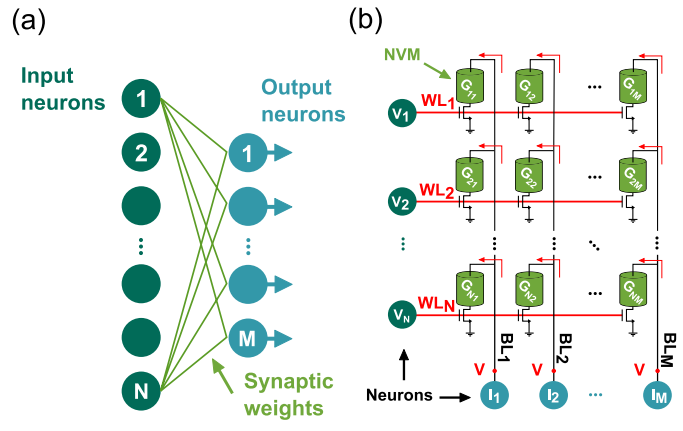 (a)
Input
neurons
1
2
N
Output
neurons
1
M
Synaptic
weights
(b)
NVM
G11 G12 ... G1M
V1 WL1
G21 G22 ... G2M
V2 WL2
GN1 GN2 ... GNM
VN WLN
BL1 BL2 BLM
V V V
Neurons
I1 I2 ... IM